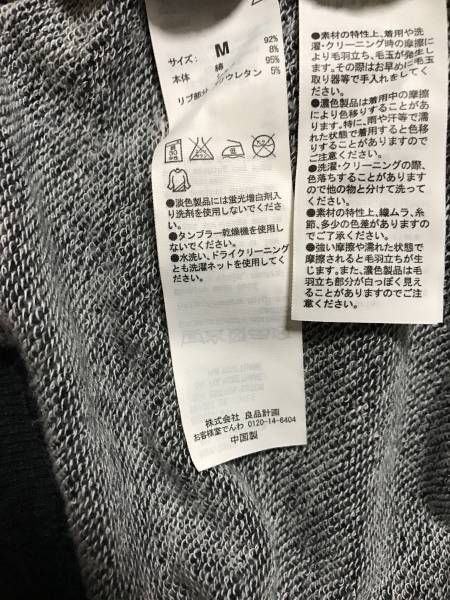 サイズ: M
92%
本体 綿
8%
95%
リブ部分 ウレタン 5%
●淡色製品には蛍光増白剤入
り洗剤を使用しないでくださ
い。
●タンブラー乾燥機を使用し
ないでください。
●水洗い、ドライクリーニング
とも洗濯ネットを使用してくだ
さい。
株式会社 良品計画
お客様室でんわ 0120-14-6404
中国製
●素材の特性上、着用や洗
濯・クリーニング時の摩擦に
より毛羽立ち、毛玉が発生し
ます。その際はお早めに毛玉
取り器等で手入れをしてく
ださい。
●濃色製品は着用中の摩擦
により色移りすることがあ
ります。特に、雨や汗等で濡
れた状態で着用すると色移
りすることがありますので
ご注意ください。
●洗濯・クリーニングの際、
色落ちすることがあります
ので他の物と分けて洗って
ください。
●素材の特性上、織ムラ、糸
節、多少の色差があります
のでご了承ください。
●強い摩擦や濡れた状態で
摩擦されると毛羽立ちが生
じます。また、濃色製品は毛
羽立ち部分が白っぽく見え
ることがありますのでご注
意ください。